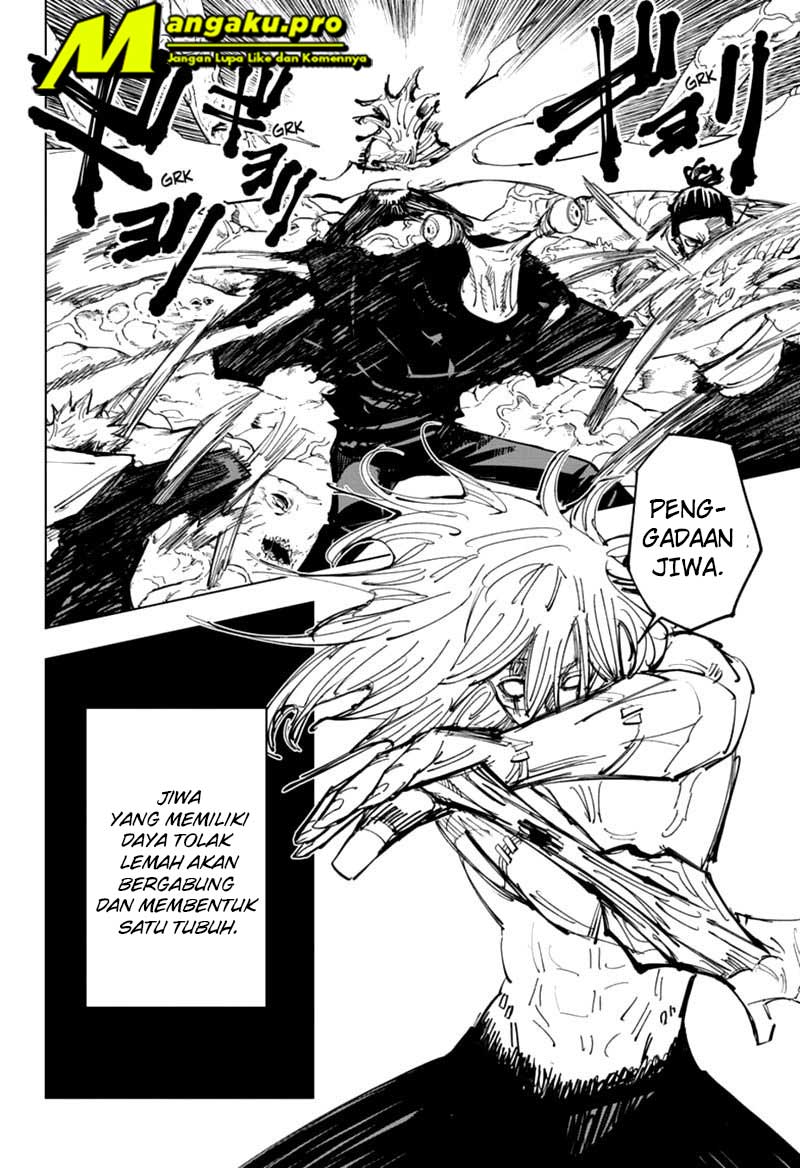 Mangaku.pro
Jangan Lupa Like dan Komennya
GRK
GRK
GRK
GRK
PENG-
GADAAN
JIWA.
JIWA
YANG MEMILIKI
DAYA TOLAK
LEMAH AKAN
BERGABUNG
DAN MEMBENTUK
SATU TUBUH.